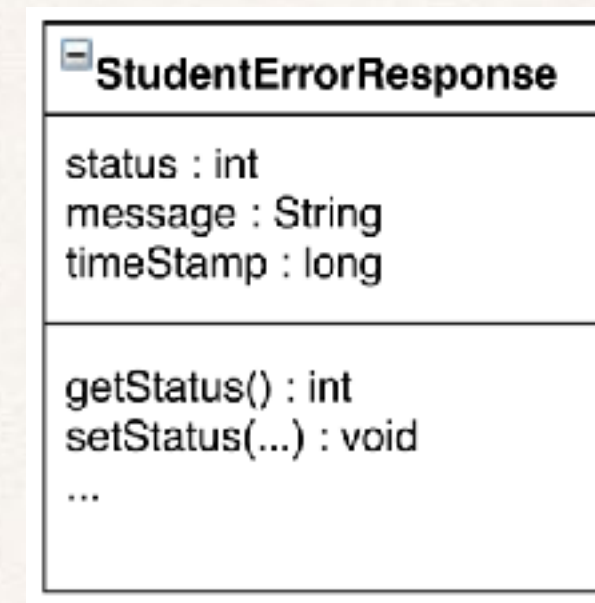 StudentErrorResponse
status : int
message : String
timeStamp : long
getStatus() : int
setStatus(...) : void
...